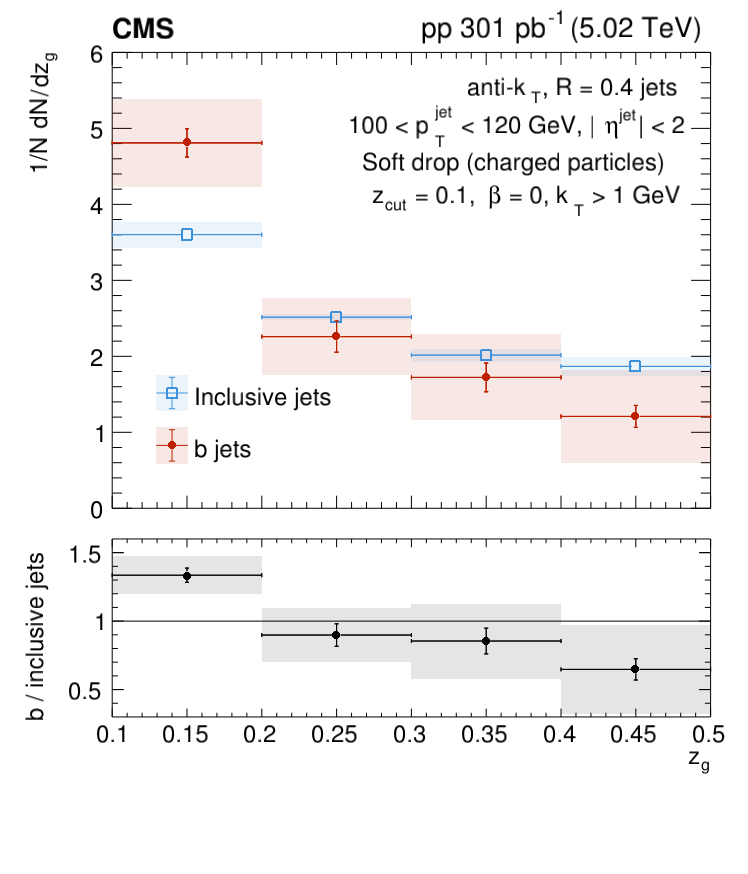 CMS pp 301 pb⁻¹ (5.02 TeV)
1/N dN/dz_g
6
5
4
3
2
1
0
anti-k_T, R = 0.4 jets
100 < p_T^jet < 120 GeV, | η^jet| < 2
Soft drop (charged particles)
z_cut = 0.1, β = 0, k_T > 1 GeV
Inclusive jets
b jets
b / inclusive jets
1.5
1
0.5
0.1 0.15 0.2 0.25 0.3 0.35 0.4 0.45 0.5
z_g